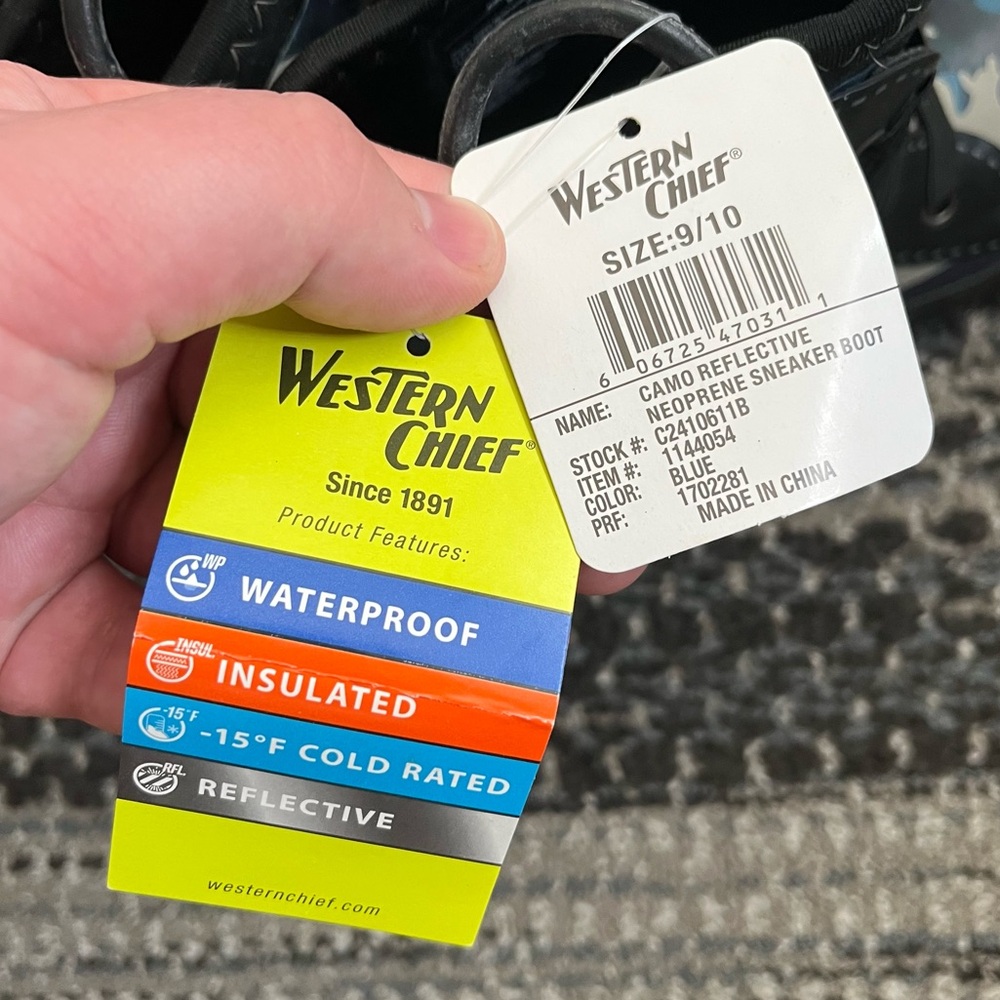 WESTERN
CHIEF®
SIZE:9/10
6 06725 47031 1
NAME: CAMO REFLECTIVE
NEOPRENE SNEAKER BOOT
STOCK #: C2410611B
ITEM #: 1144054
COLOR: BLUE
PRF: 1702281
MADE IN CHINA
WESTERN
CHIEF®
Since 1891
Product Features:
WP
WATERPROOF
INSUL
INSULATED
-15°F
-15°F COLD RATED
RFL
REFLECTIVE
westernchief.com